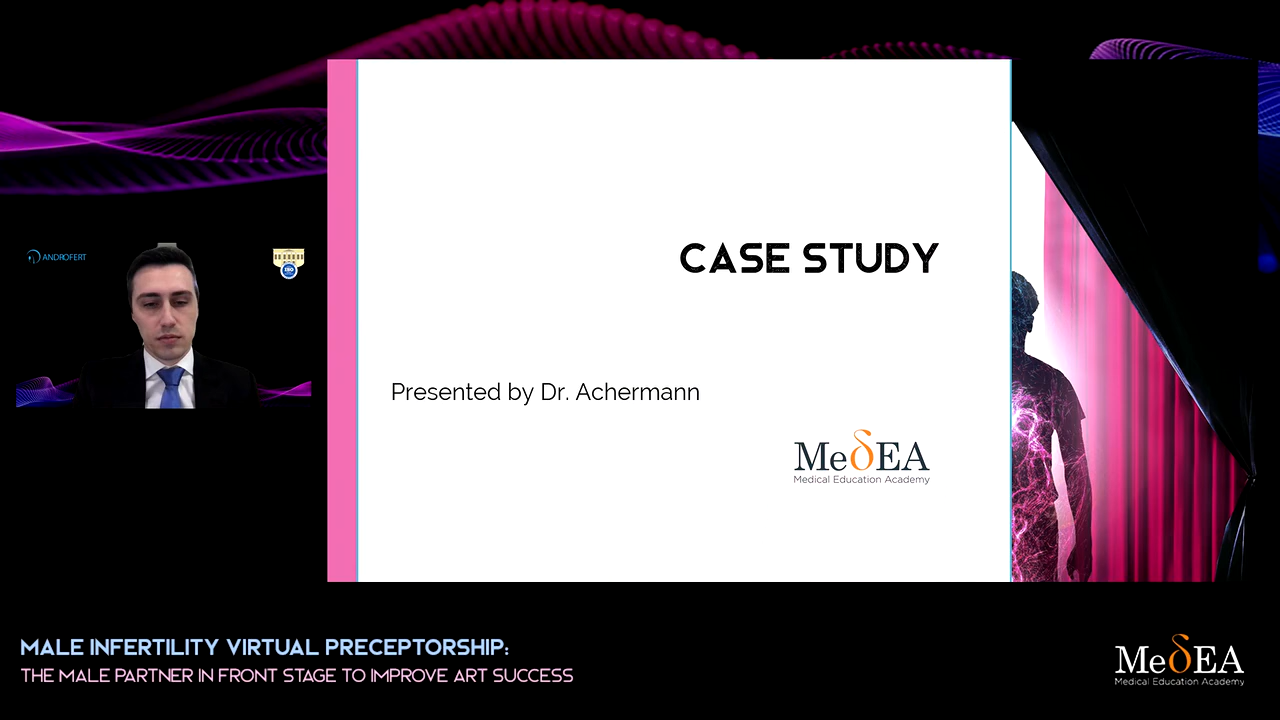 ANDROFERT
ISO
CASE STUDY
Presented by Dr. Achermann
MeδEA
Medical Education Academy
MALE INFERTILITY VIRTUAL PRECEPTORSHIP:
THE MALE PARTNER IN FRONT STAGE TO IMPROVE ART SUCCESS
MeδEA
Medical Education Academy